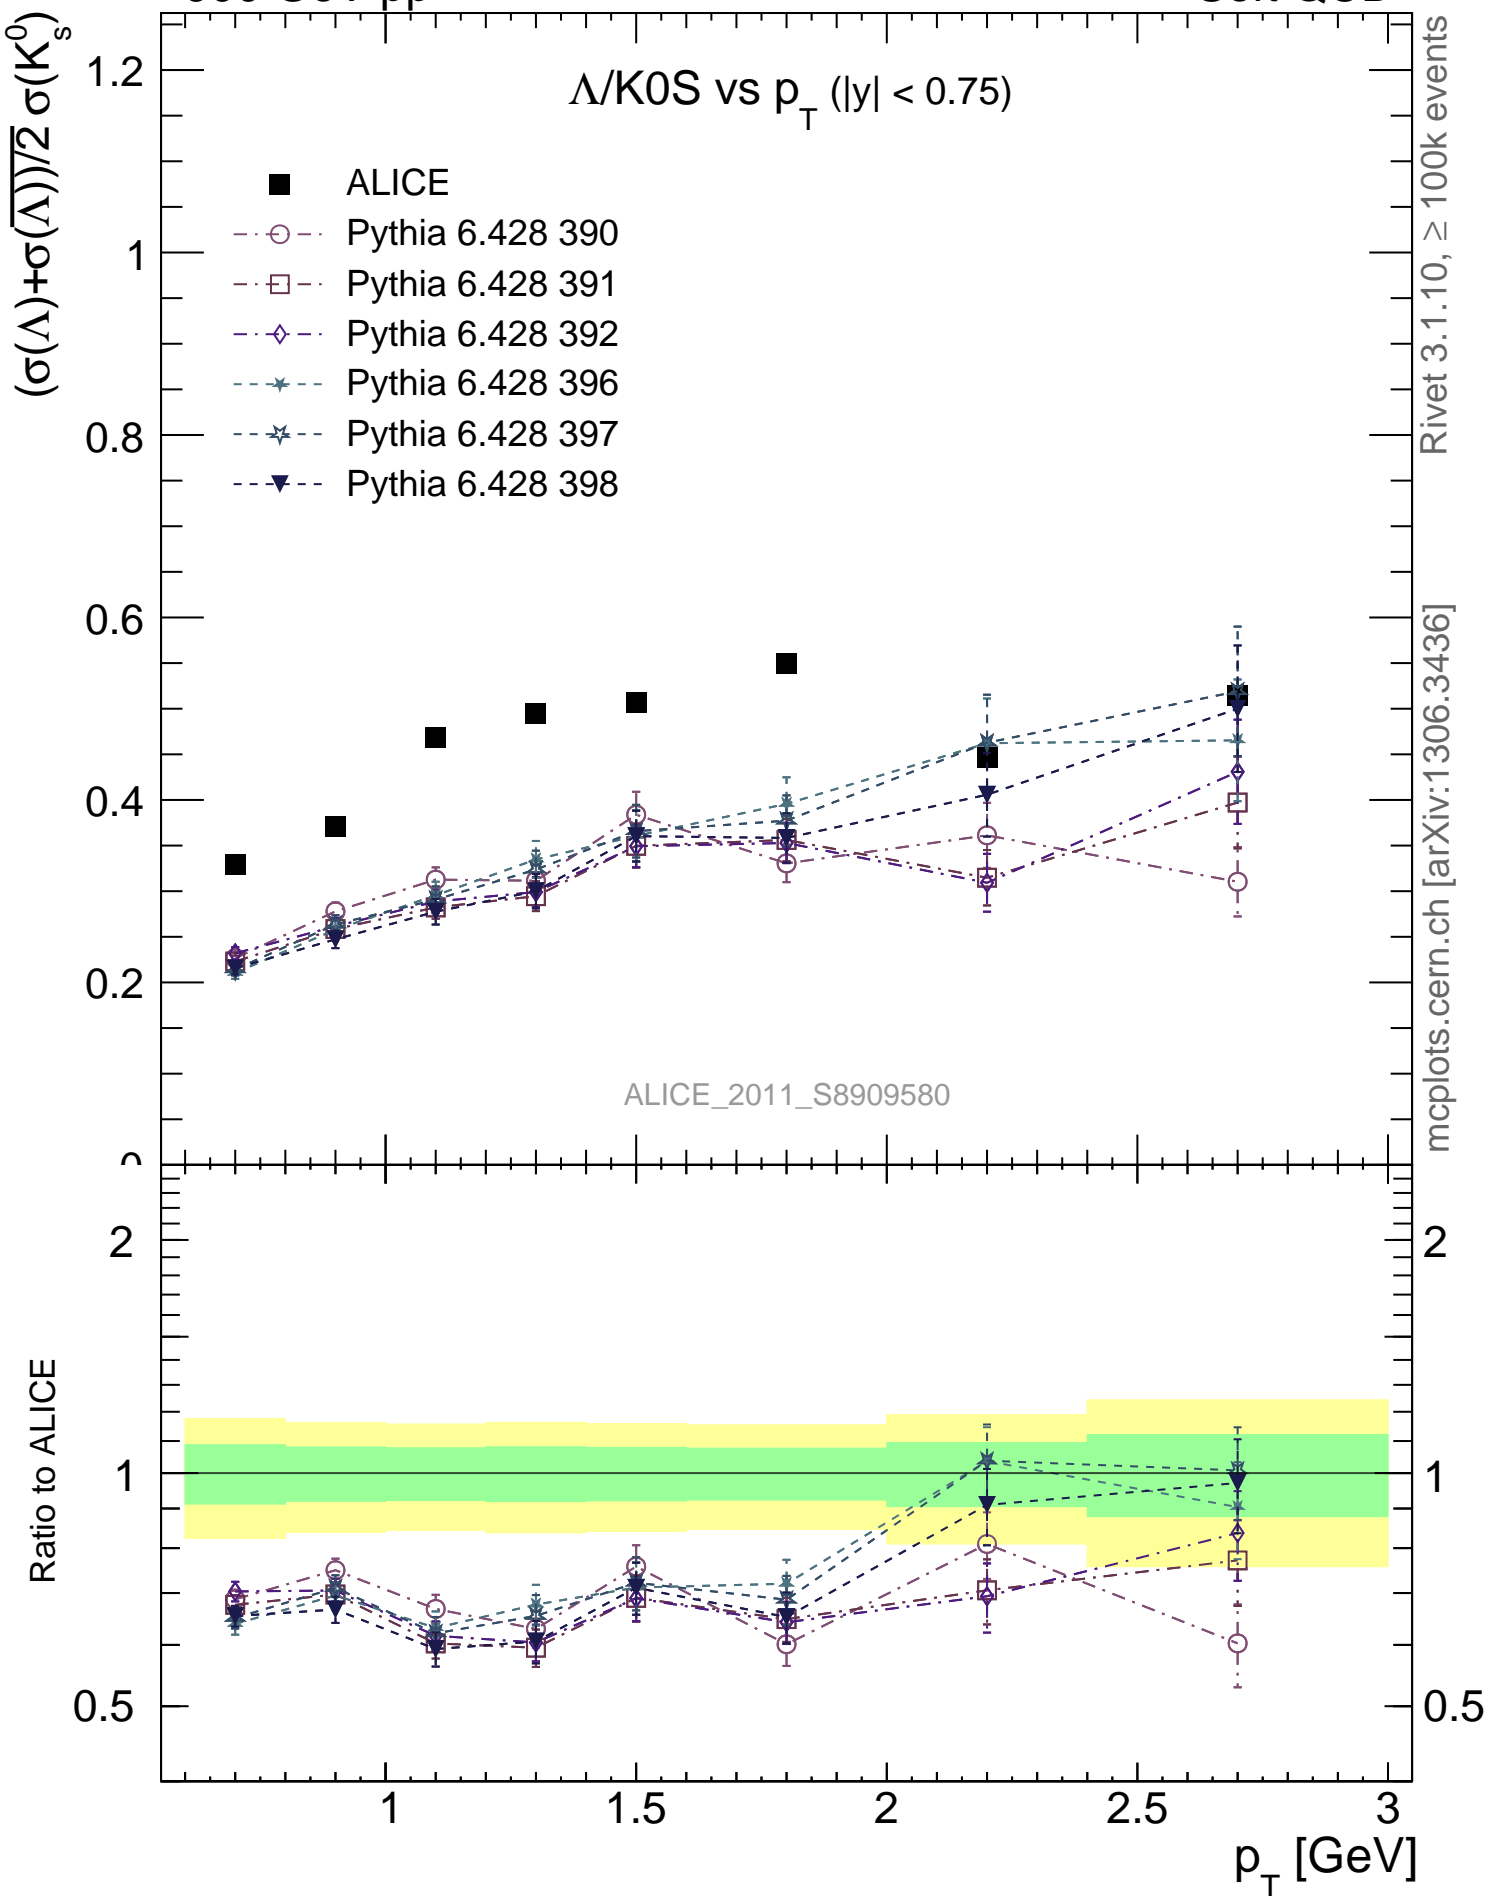 (σ(Λ)+σ(Λ̅))/2 σ(K⁰ₛ)
Λ/K0S vs p_T (|y| < 0.75)
ALICE
Pythia 6.428 390
Pythia 6.428 391
Pythia 6.428 392
Pythia 6.428 396
Pythia 6.428 397
Pythia 6.428 398
1.2
1
0.8
0.6
0.4
0.2
ALICE_2011_S8909580
Rivet 3.1.10, ≥ 100k events
mcplots.cern.ch [arXiv:1306.3436]
Ratio to ALICE
2
1
0.5
2
1
0.5
1
1.5
2
2.5
3
p_T [GeV]